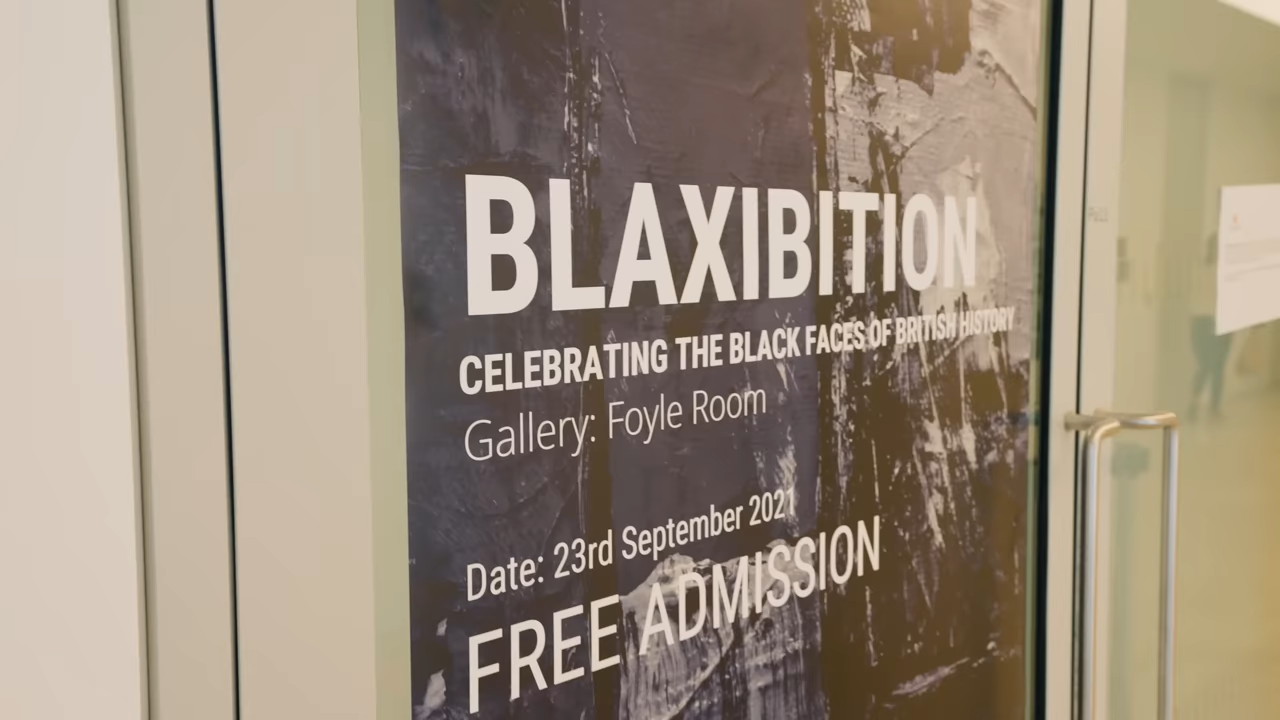 BLAXIBITION
CELEBRATING THE BLACK FACES OF BRITISH HISTORY
Gallery: Foyle Room
Date: 23rd September 2021
FREE ADMISSION